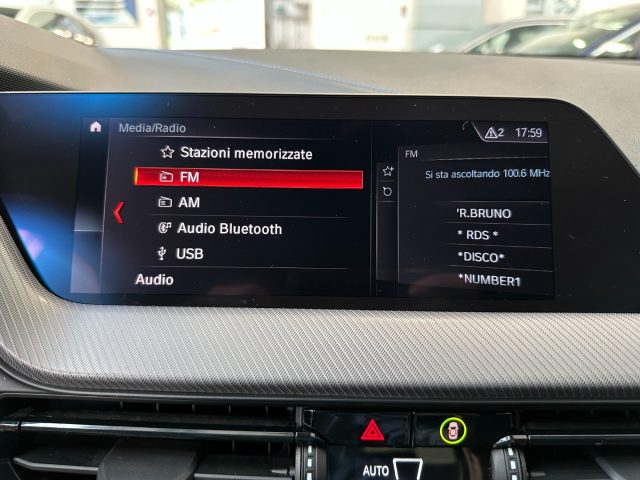 Media/Radio
2 17:59
Stazioni memorizzate
FM
AM
Audio Bluetooth
USB
Audio
FM
Si sta ascoltando 100.6 MHz
'R.BRUNO
* RDS *
*DISCO*
*NUMBER1
AUTO